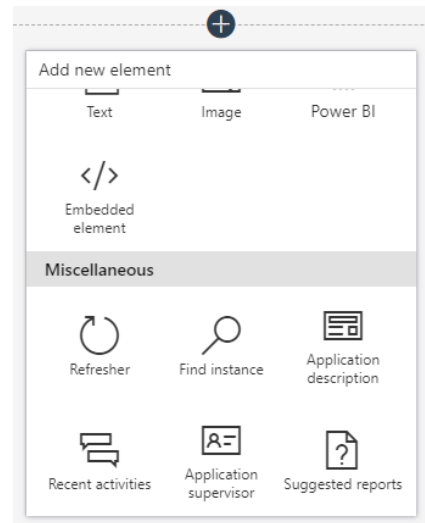 Add new element
Text
Image
Power BI
</>
Embedded
element
Miscellaneous
Refresher
Find instance
Application
description
Recent activities
Application
supervisor
Suggested reports